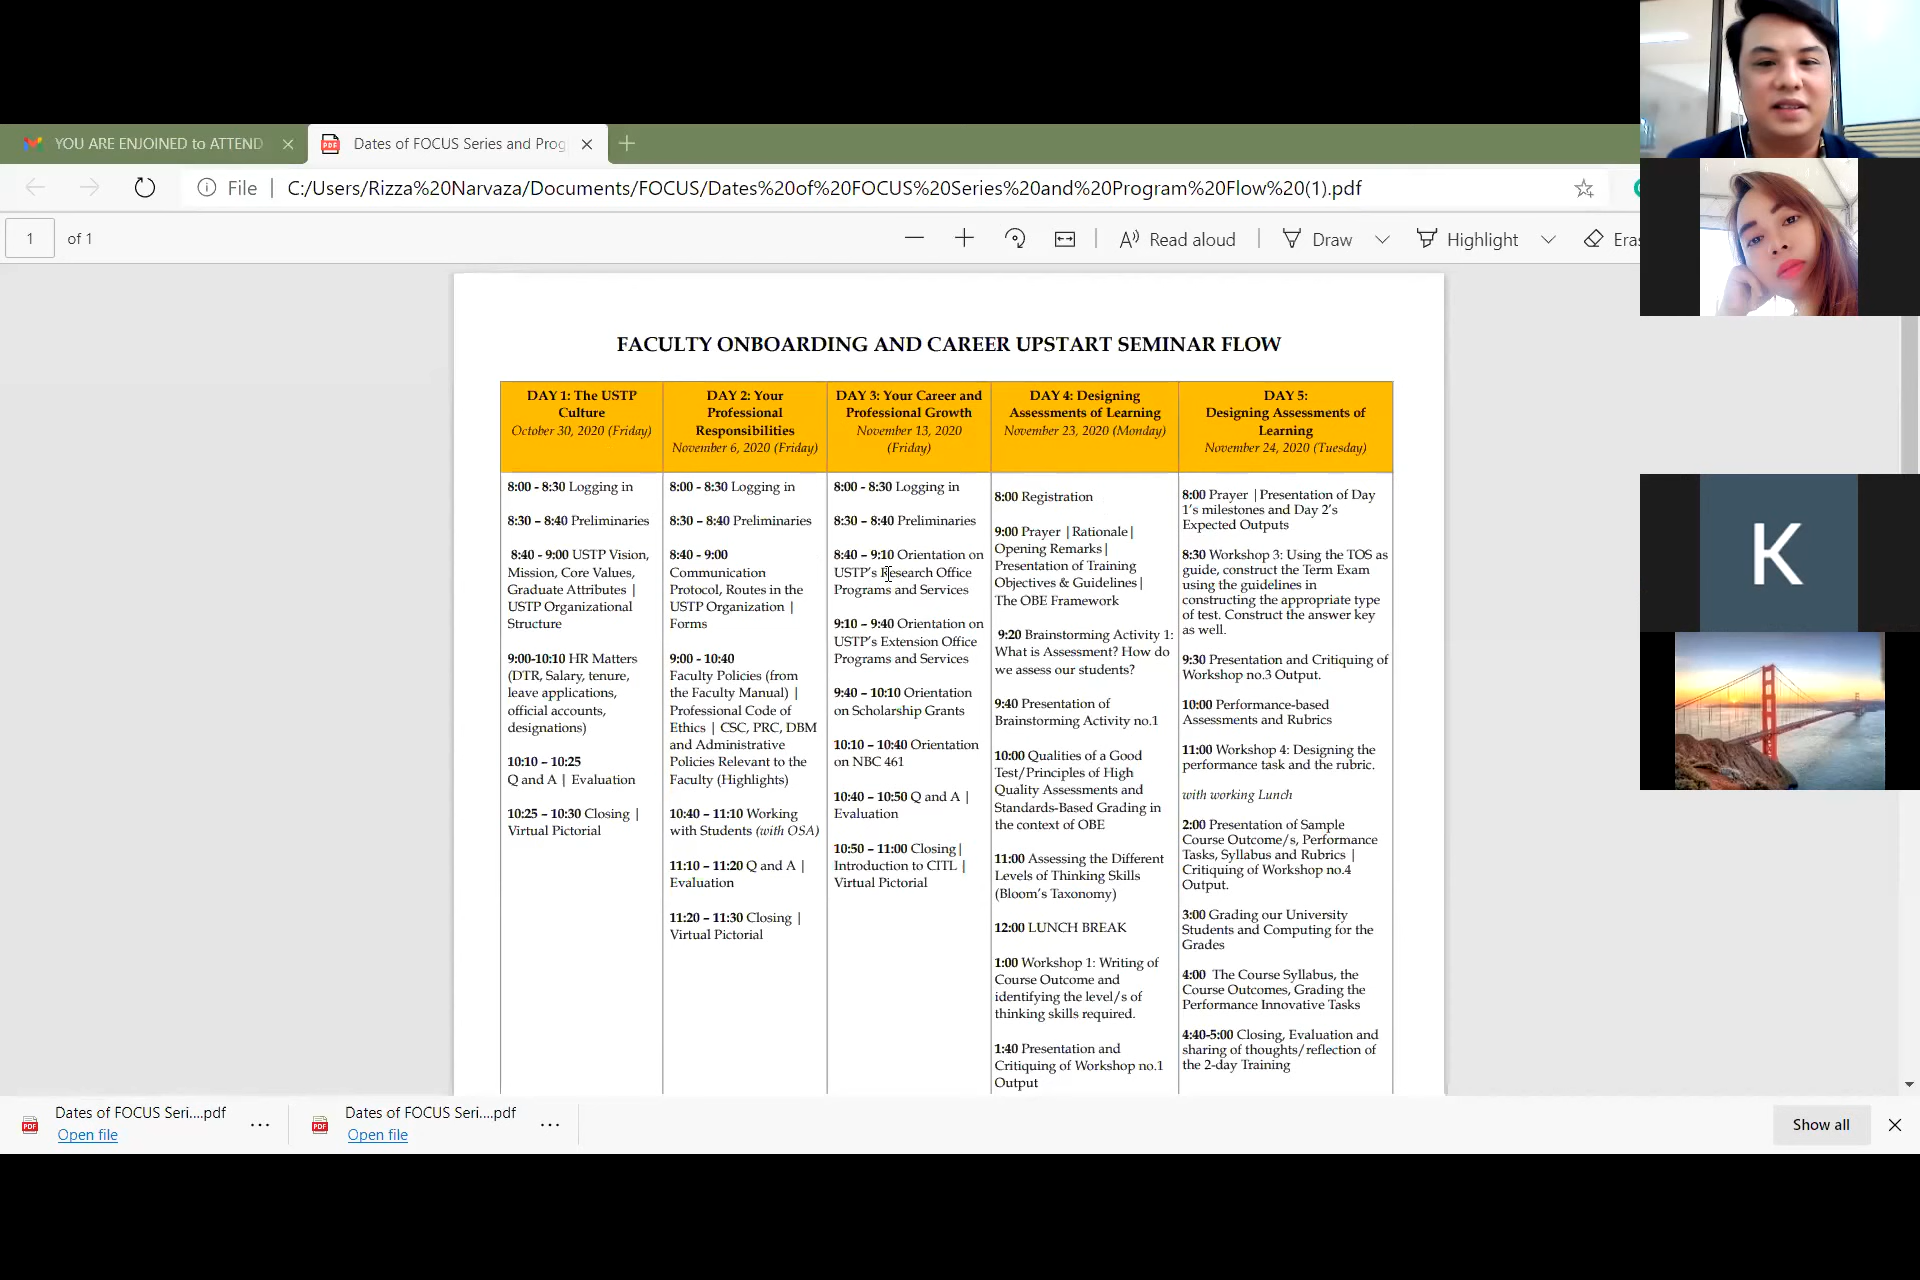 YOU ARE ENJOINED to ATTEND
Dates of FOCUS Series and Prog
File
C:/Users/Rizza%20Narvaza/Documents/FOCUS/Dates%20of%20FOCUS%20Series%20and%20Program%20Flow%20(1).pdf
1
of 1
Read aloud
Draw
Highlight
Eras
FACULTY ONBOARDING AND CAREER UPSTART SEMINAR FLOW
DAY 1: The USTP
Culture
October 30, 2020 (Friday)
8:00 - 8:30 Logging in
8:30 – 8:40 Preliminaries
8:40 - 9:00 USTP Vision,
Mission, Core Values,
Graduate Attributes |
USTP Organizational
Structure
9:00-10:10 HR Matters
(DTR, Salary, tenure,
leave applications,
official accounts,
designations)
10:10 – 10:25
Q and A | Evaluation
10:25 – 10:30 Closing |
Virtual Pictorial
DAY 2: Your
Professional
Responsibilities
November 6, 2020 (Friday)
8:00 - 8:30 Logging in
8:30 – 8:40 Preliminaries
8:40 - 9:00
Communication
Protocol, Routes in the
USTP Organization |
Forms
9:00 - 10:40
Faculty Policies (from
the Faculty Manual) |
Professional Code of
Ethics | CSC, PRC, DBM
and Administrative
Policies Relevant to the
Faculty (Highlights)
10:40 – 11:10 Working
with Students (with OSA)
11:10 – 11:20 Q and A |
Evaluation
11:20 – 11:30 Closing |
Virtual Pictorial
DAY 3: Your Career and
Professional Growth
November 13, 2020
(Friday)
8:00 - 8:30 Logging in
8:30 – 8:40 Preliminaries
8:40 – 9:10 Orientation on
USTP's Research Office
Programs and Services
9:10 – 9:40 Orientation on
USTP's Extension Office
Programs and Services
9:40 – 10:10 Orientation
on Scholarship Grants
10:10 – 10:40 Orientation
on NBC 461
10:40 – 10:50 Q and A |
Evaluation
10:50 – 11:00 Closing|
Introduction to CITL |
Virtual Pictorial
DAY 4: Designing
Assessments of Learning
November 23, 2020 (Monday)
8:00 Registration
9:00 Prayer |Rationale|
Opening Remarks|
Presentation of Training
Objectives & Guidelines|
The OBE Framework
9:20 Brainstorming Activity 1:
What is Assessment? How do
we assess our students?
9:40 Presentation of
Brainstorming Activity no.1
10:00 Qualities of a Good
Test/Principles of High
Quality Assessments and
Standards-Based Grading in
the context of OBE
11:00 Assessing the Different
Levels of Thinking Skills
(Bloom's Taxonomy)
12:00 LUNCH BREAK
1:00 Workshop 1: Writing of
Course Outcome and
identifying the level/s of
thinking skills required.
1:40 Presentation and
Critiquing of Workshop no.1
Output
DAY 5:
Designing Assessments of
Learning
November 24, 2020 (Tuesday)
8:00 Prayer |Presentation of Day
1's milestones and Day 2's
Expected Outputs
8:30 Workshop 3: Using the TOS as
guide, construct the Term Exam
using the guidelines in
constructing the appropriate type
of test. Construct the answer key
as well.
9:30 Presentation and Critiquing of
Workshop no.3 Output.
10:00 Performance-based
Assessments and Rubrics
11:00 Workshop 4: Designing the
performance task and the rubric.
with working Lunch
2:00 Presentation of Sample
Course Outcome/s, Performance
Tasks, Syllabus and Rubrics |
Critiquing of Workshop no.4
Output.
3:00 Grading our University
Students and Computing for the
Grades
4:00 The Course Syllabus, the
Course Outcomes, Grading the
Performance Innovative Tasks
4:40-5:00 Closing, Evaluation and
sharing of thoughts/reflection of
the 2-day Training
K
Dates of FOCUS Seri....pdf
Open file
Dates of FOCUS Seri....pdf
Open file
Show all